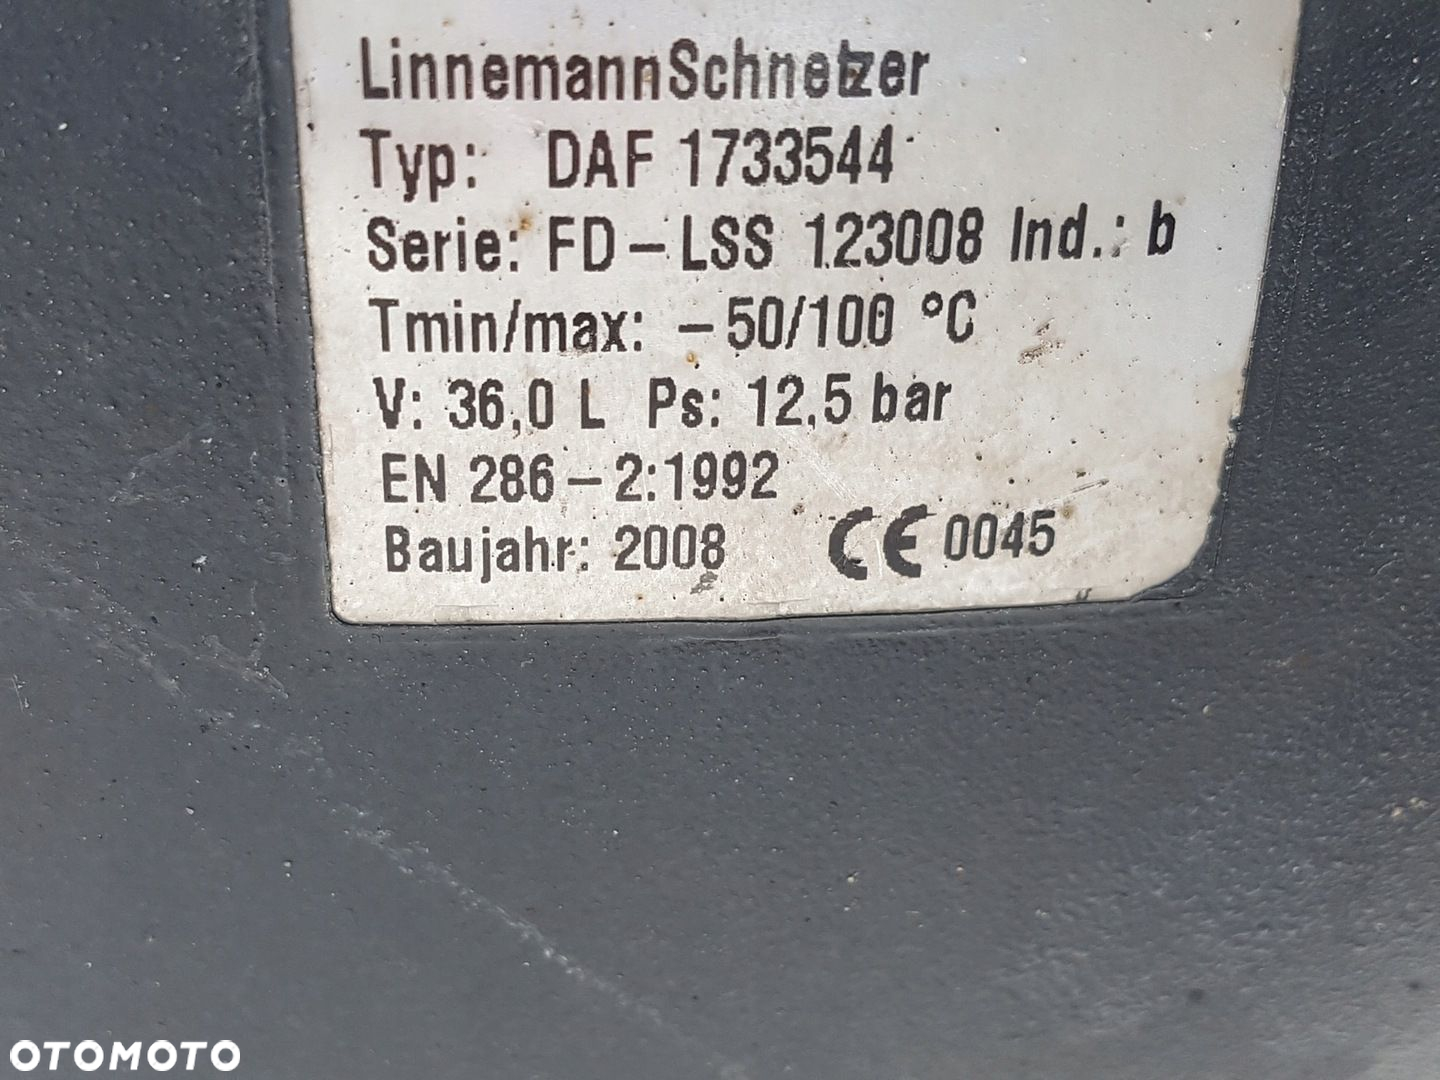 LinnemannSchnetzer
Typ: DAF 1733544
Serie: FD-LSS 123008 Ind.: b
Tmin/max: -50/100 °C
V: 36,0 L Ps: 12,5 bar
EN 286-2:1992
Baujahr: 2008 CE 0045
OTOMOTO